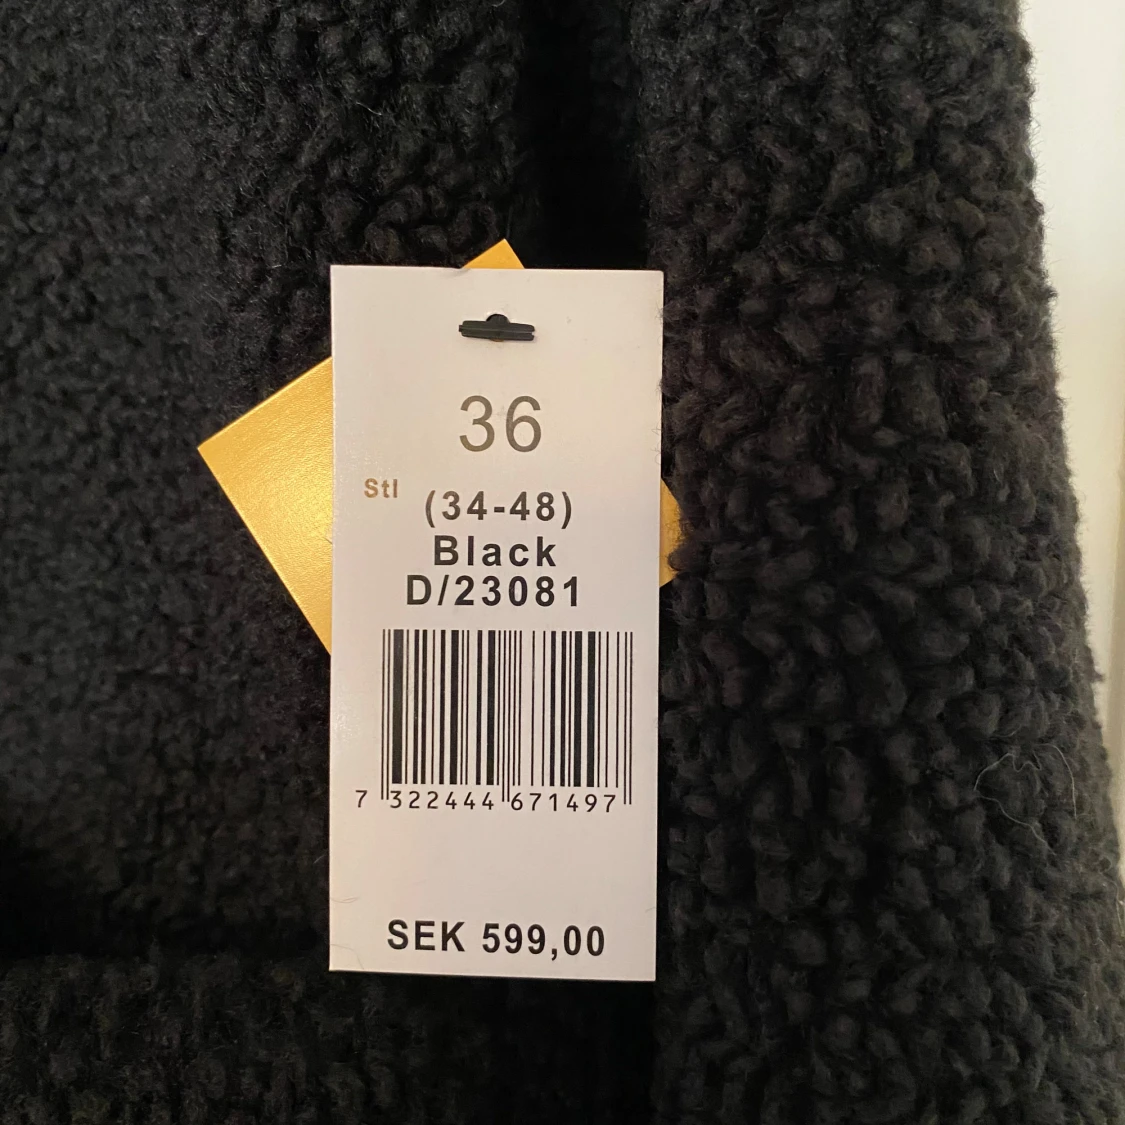 36
Stl (34-48)
Black
D/23081
7 322444 671497
SEK 599,00